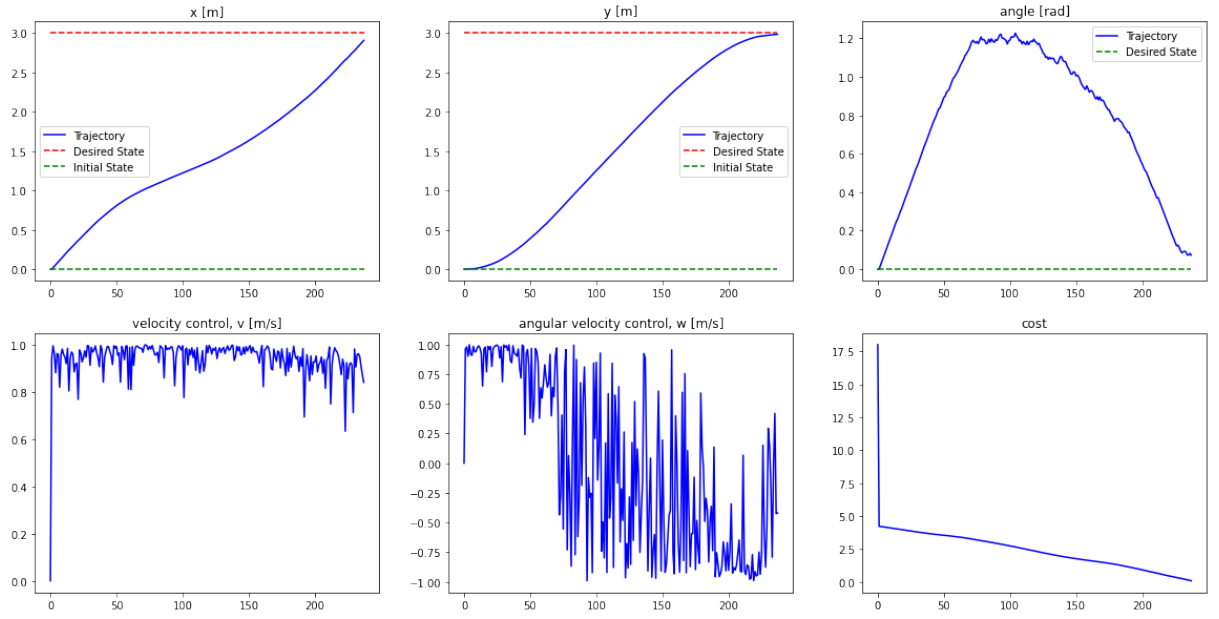 x [m]
3.0
2.5
2.0
1.5
1.0
0.5
0.0
Trajectory
Desired State
Initial State
0 50 100 150 200
y [m]
3.0
2.5
2.0
1.5
1.0
0.5
0.0
Trajectory
Desired State
Initial State
0 50 100 150 200
angle [rad]
1.2
1.0
0.8
0.6
0.4
0.2
0.0
Trajectory
Desired State
0 50 100 150 200
velocity control, v [m/s]
1.0
0.8
0.6
0.4
0.2
0.0
0 50 100 150 200
angular velocity control, w [m/s]
1.00
0.75
0.50
0.25
0.00
−0.25
−0.50
−0.75
−1.00
0 50 100 150 200
cost
17.5
15.0
12.5
10.0
7.5
5.0
2.5
0.0
0 50 100 150 200